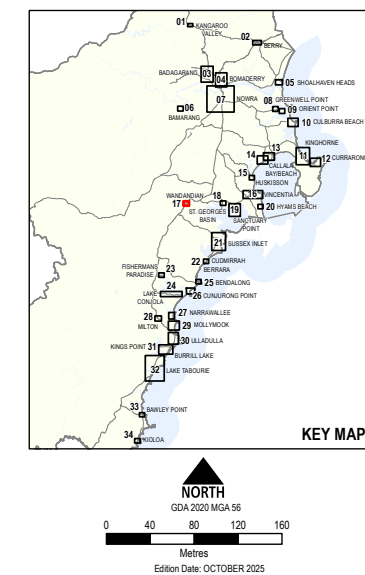 01 KANGAROO
VALLEY
02
BERRY
BADAGARANG 03
04 BOMADERRY
05 SHOALHAVEN HEADS
06
BAMARANG
07 NOWRA
08 GREENWELL POINT
09 ORIENT POINT
10 CULBURRA BEACH
KINGHORNE
11
12 CURRARONG
13
14
CALLALA
BAY/BEACH
15
HUSKISSON
16 VINCENTIA
WANDANDIAN
17
18
ST. GEORGES
BASIN
19
SANCTUARY
POINT
20 HYAMS BEACH
21 SUSSEX INLET
22 CUDMIRRAH
BERRARA
FISHERMANS
PARADISE 23
24
LAKE
CONJOLA
25 BENDALONG
26 CUNJURONG POINT
27 NARRAWALLEE
28
MILTON
29 MOLLYMOOK
30 ULLADULLA
KINGS POINT 31
BURRILL LAKE
32 LAKE TABOURIE
33
BAWLEY POINT
34
KIOLOA
KEY MAP
NORTH
GDA 2020 MGA 56
0 40 80 120 160
Metres
Edition Date: OCTOBER 2025